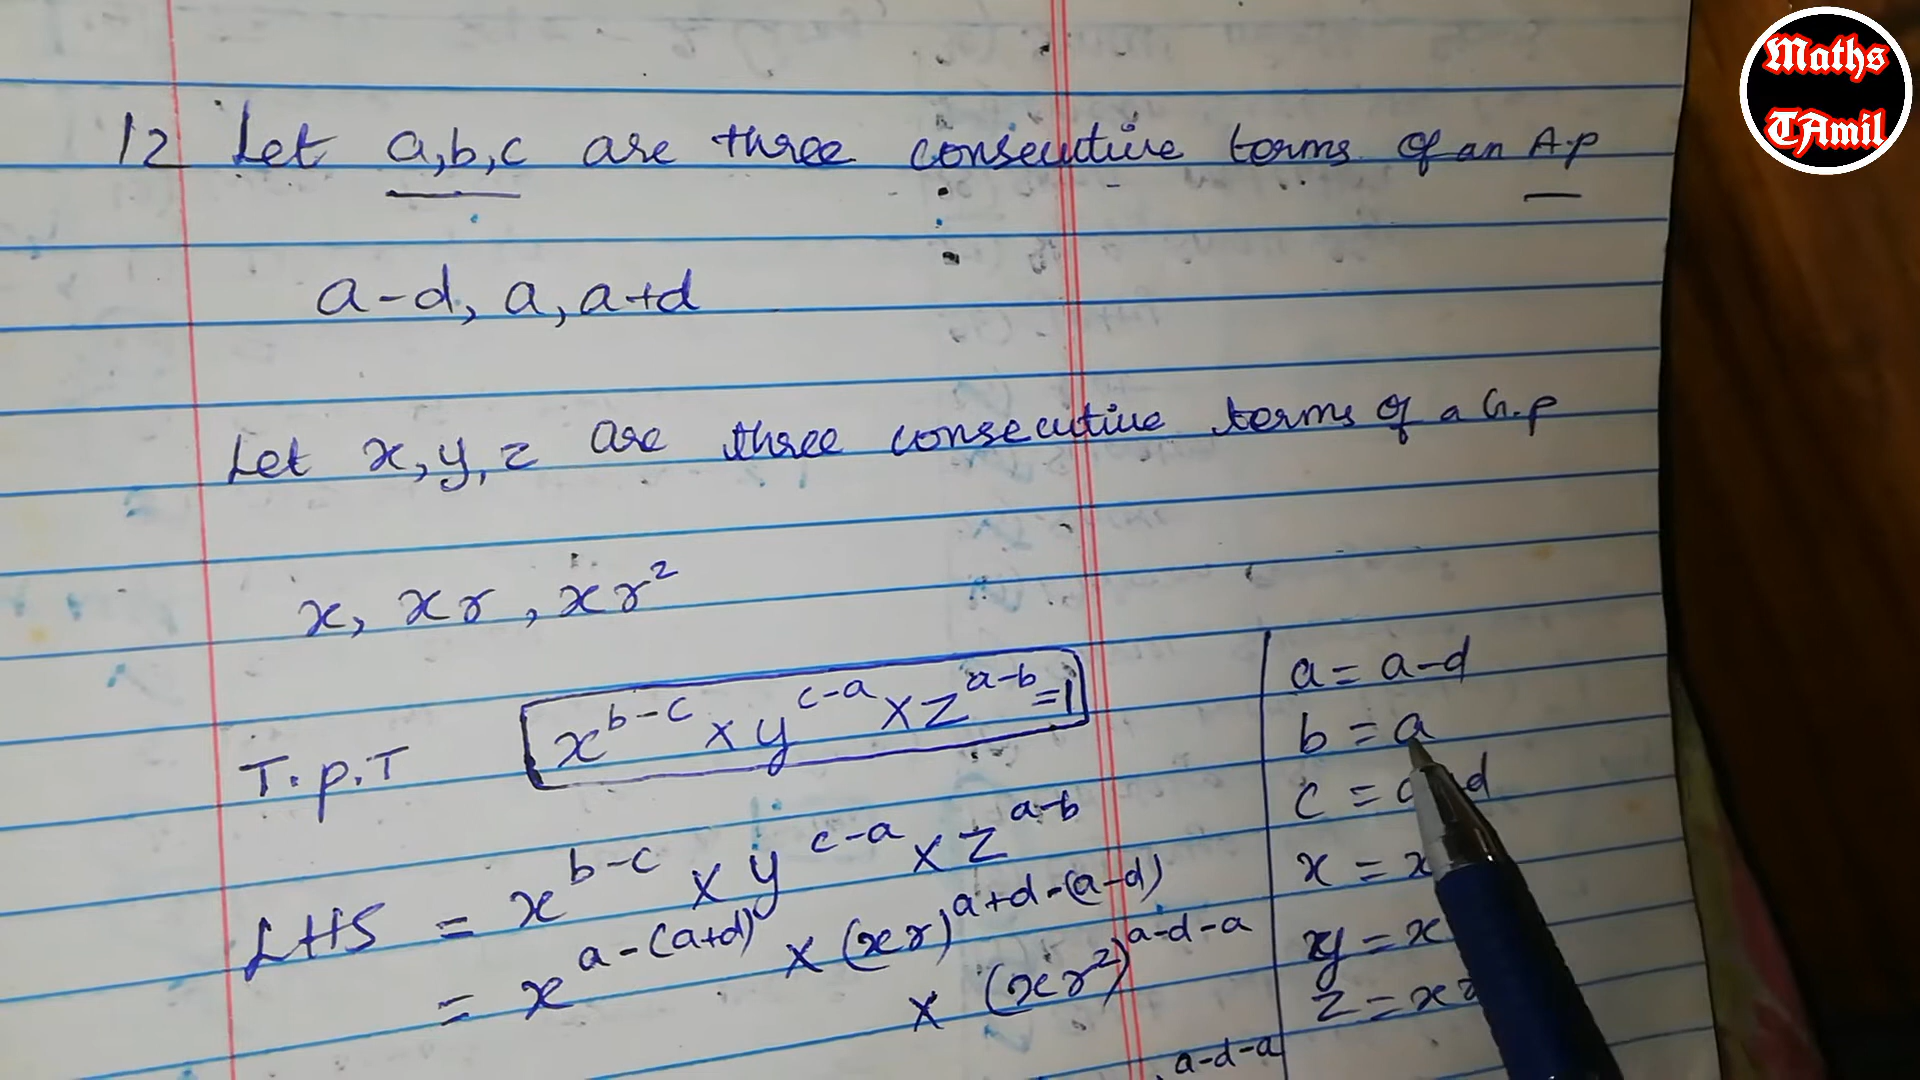 Maths
TAmil
12 Let a,b,c are three consecutive terms of an A.p
a-d, a, a+d
Let x,y,z are three consecutive terms of a G.p
x, xr, xr²
T.p.T x^{b-c} × y^{c-a} × z^{a-b} = 1
LHS = x^{b-c} × y^{c-a} × z^{a-b}
= x^{a-(a+d)} × (xr)^{a+d-(a-d)}
× (xr²)^{a-d-a}
a-d-a
a = a-d
b = a
c = d
x = x
y = x
z = x